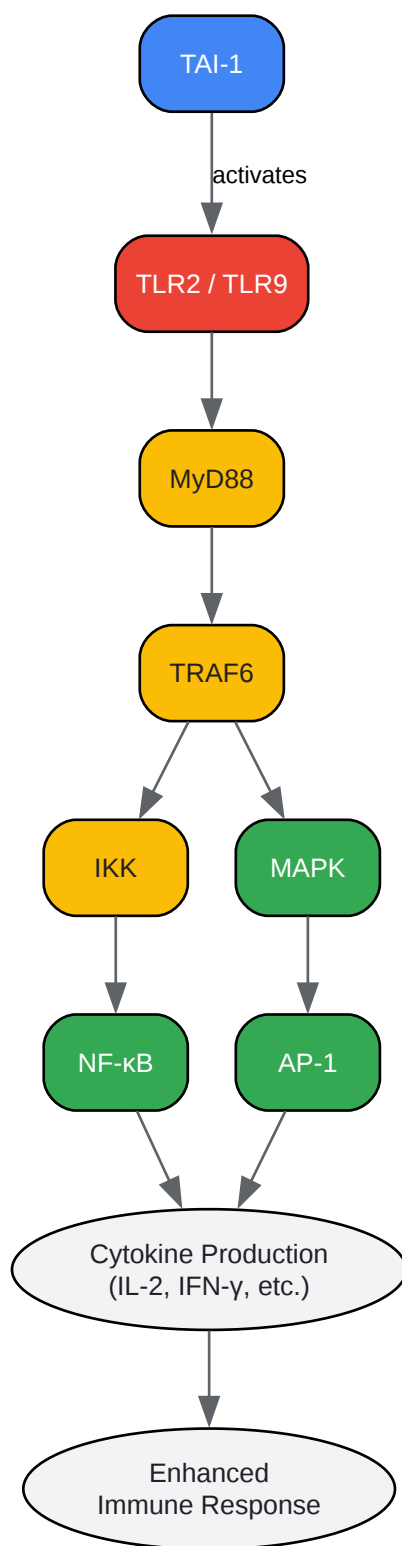 TAI-1
activates
TLR2 / TLR9
MyD88
TRAF6
IKK
MAPK
NF-κB
AP-1
Cytokine Production
(IL-2, IFN-γ, etc.)
Enhanced
Immune Response